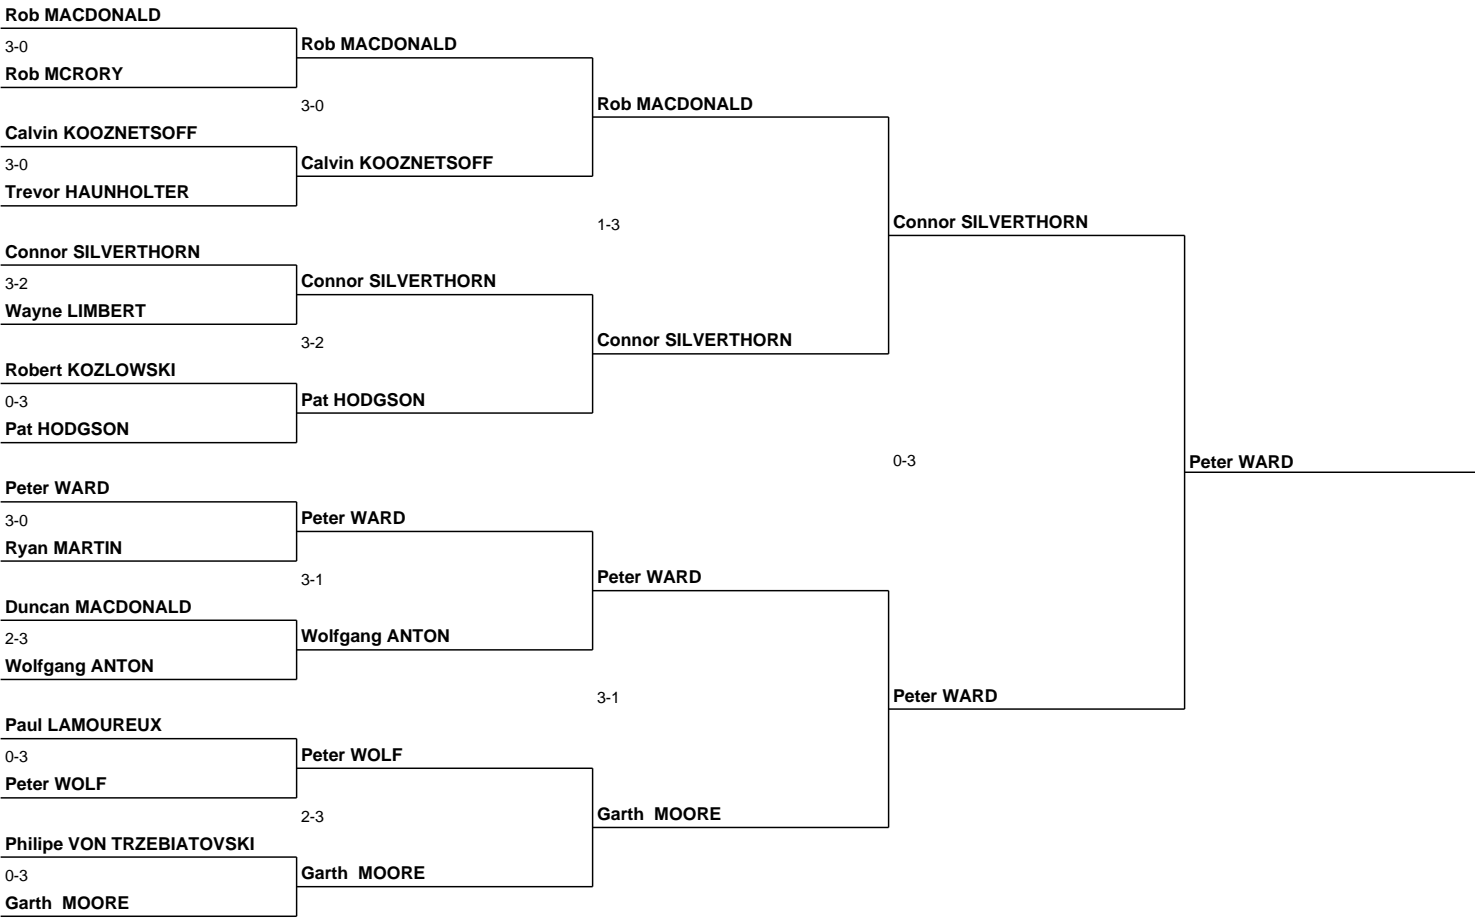 Rob MACDONALD
3-0
Rob MCRORY
Calvin KOOZNETSOFF
3-0
Trevor HAUNHOLTER
Connor SILVERTHORN
3-2
Wayne LIMBERT
Robert KOZLOWSKI
0-3
Pat HODGSON
Peter WARD
3-0
Ryan MARTIN
Duncan MACDONALD
2-3
Wolfgang ANTON
Paul LAMOUREUX
0-3
Peter WOLF
Philipe VON TRZEBIATOVSKI
0-3
Garth MOORE
Rob MACDONALD
3-0
Calvin KOOZNETSOFF
Connor SILVERTHORN
3-2
Pat HODGSON
Peter WARD
3-1
Wolfgang ANTON
Peter WOLF
2-3
Garth MOORE
Rob MACDONALD
1-3
Connor SILVERTHORN
Peter WARD
3-1
Garth MOORE
Connor SILVERTHORN
0-3
Peter WARD
Peter WARD